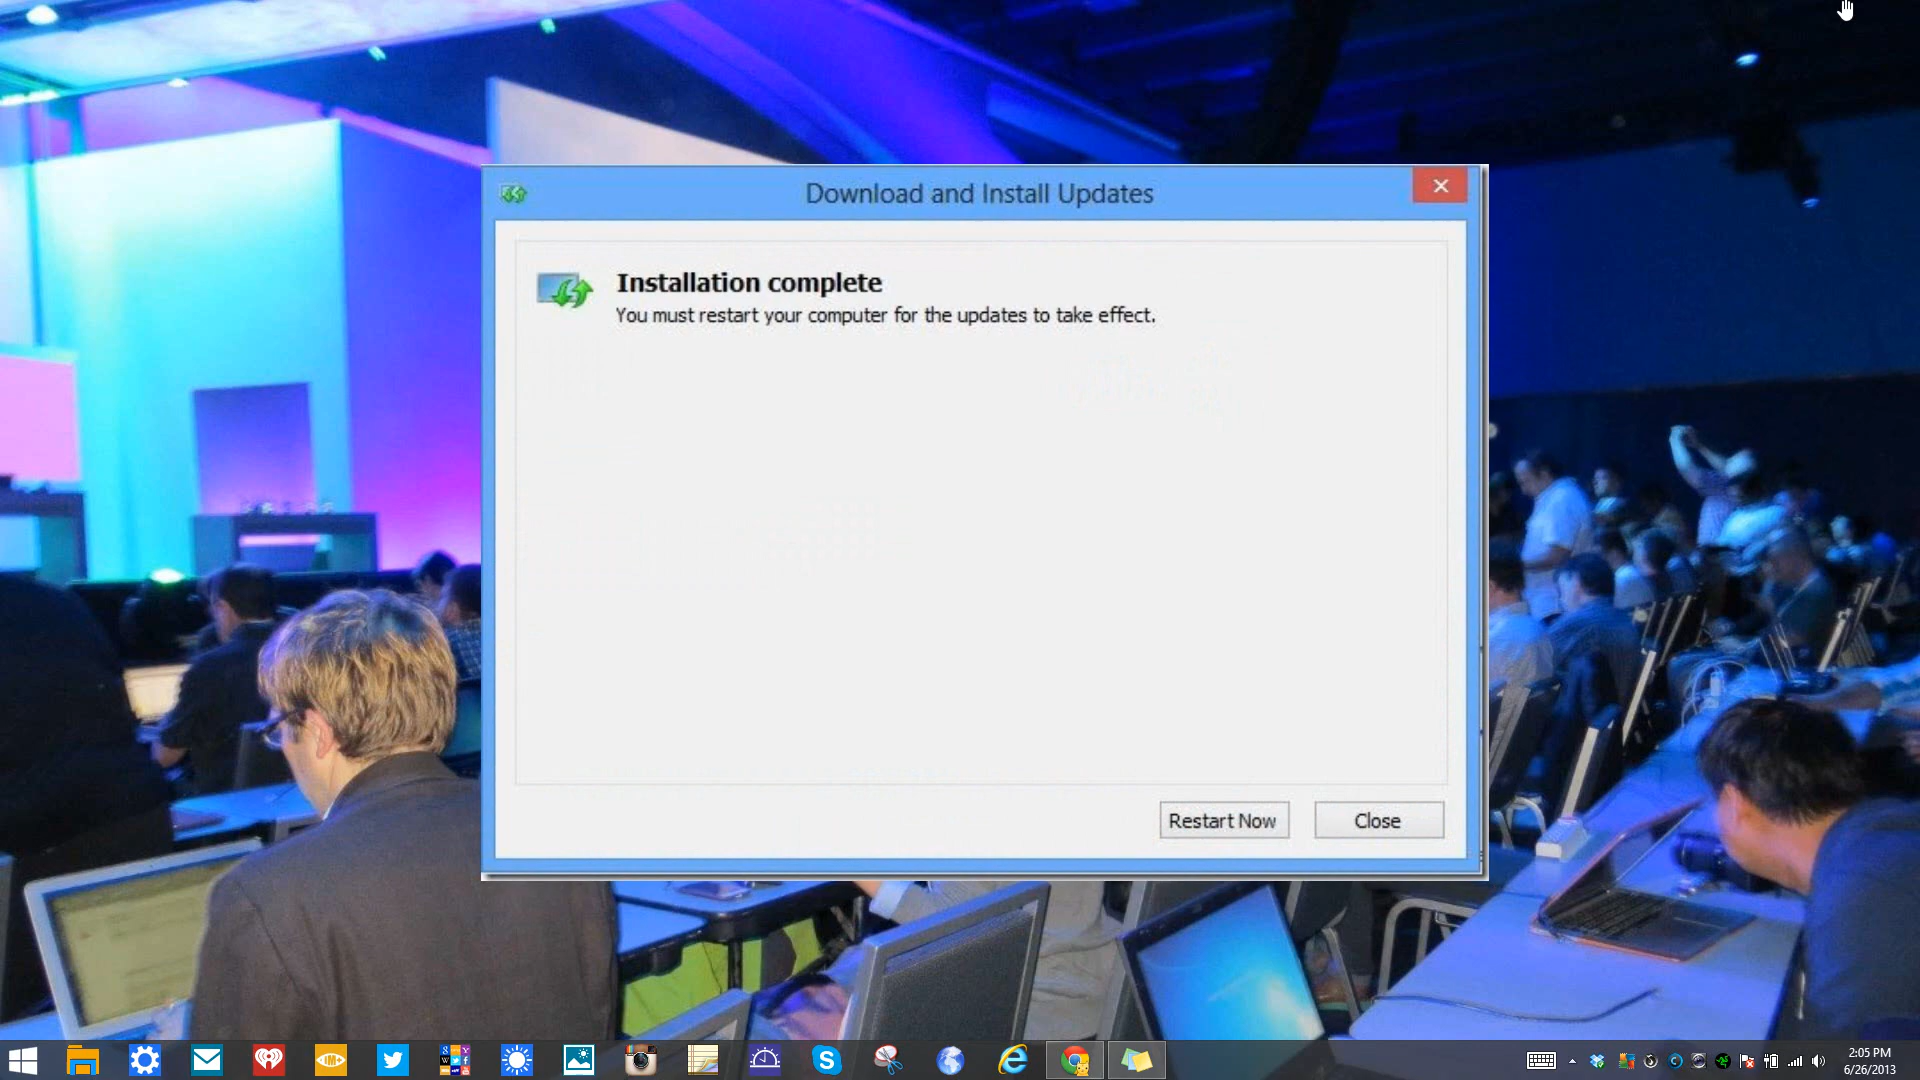 Download and Install Updates
Installation complete
You must restart your computer for the updates to take effect.
Restart Now
Close
2:05 PM
6/26/2013